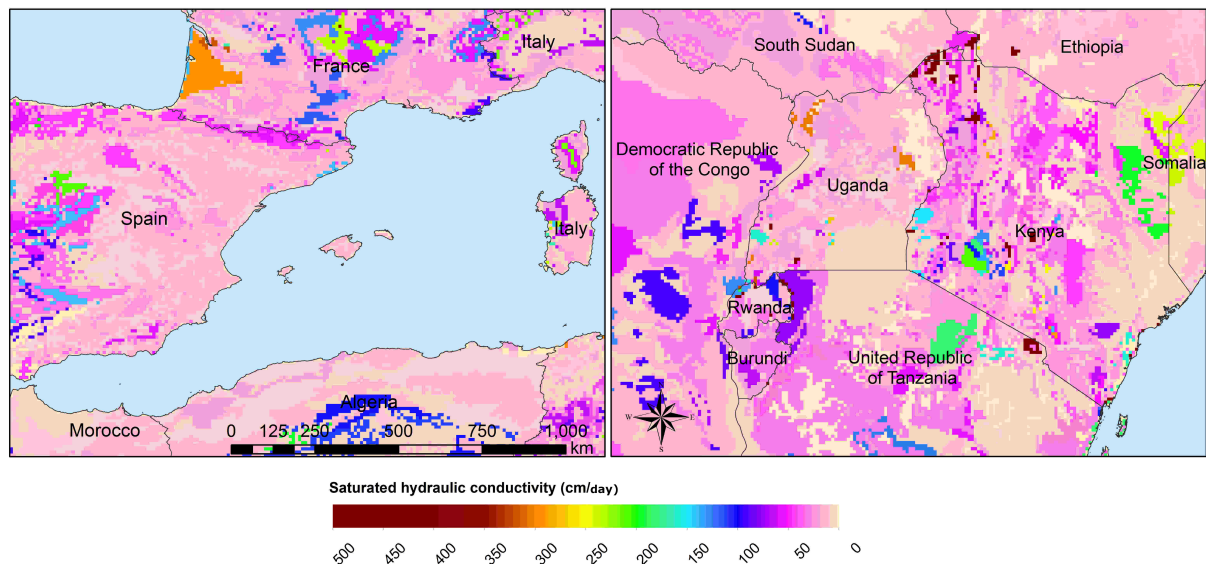 Italy
France
Spain
Italy
Algeria
Morocco
0 125 250 500 750 1,000
km
South Sudan
Ethiopia
Democratic Republic
of the Congo
Somalia
Uganda
Kenya
Rwanda
Burundi
United Republic
of Tanzania
N
W E
S
Saturated hydraulic conductivity (cm/day)
500 450 400 350 300 250 200 150 100 50 0